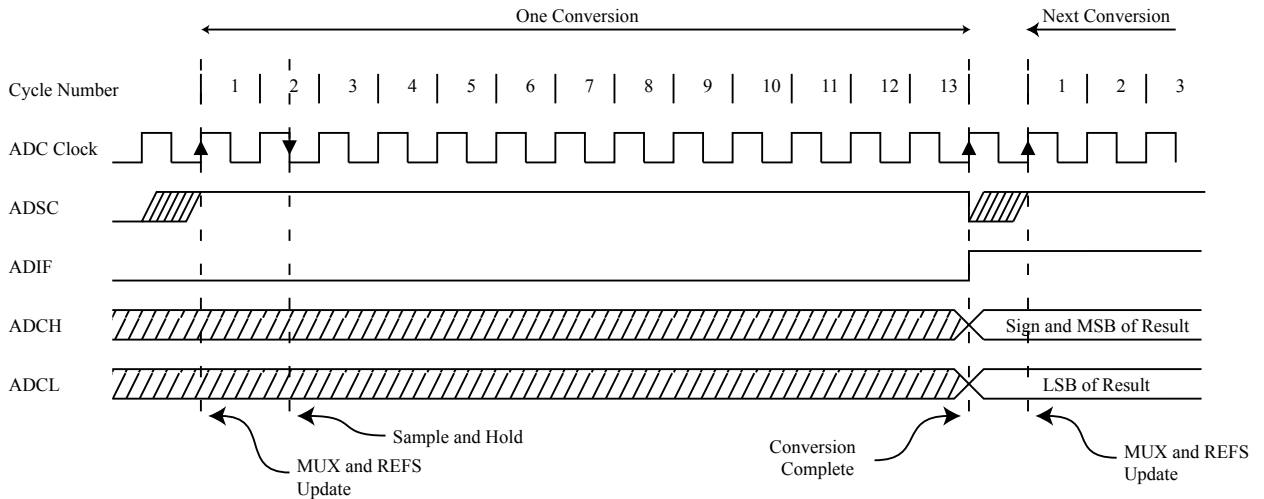 One Conversion
Next Conversion
Cycle Number
1 2 3 4 5 6 7 8 9 10 11 12 13 1 2 3
ADC Clock
ADSC
ADIF
ADCH
Sign and MSB of Result
ADCL
LSB of Result
Sample and Hold
MUX and REFS
Update
Conversion
Complete
MUX and REFS
Update